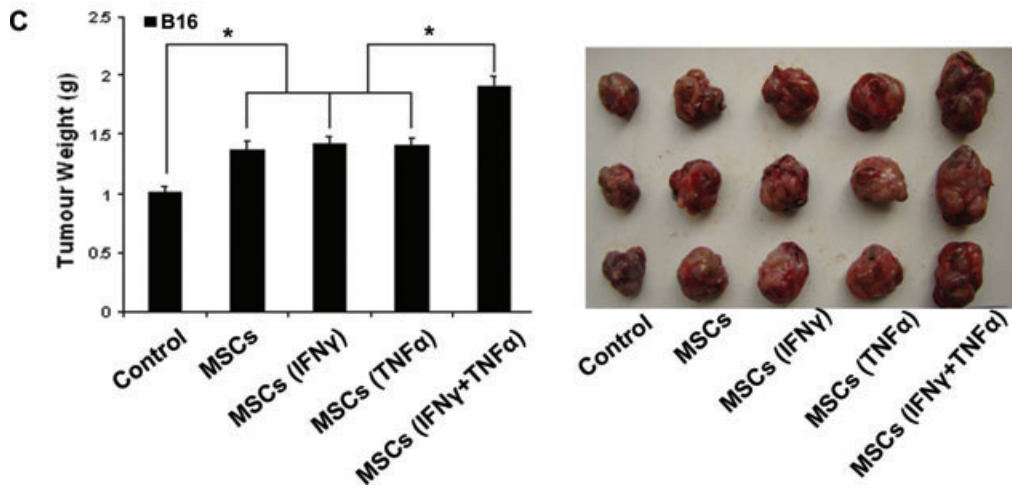 C
2.5
2
1.5
1
0.5
0
Tumour Weight (g)
B16
*
*
Control
MSCs
MSCs (IFNγ)
MSCs (TNFα)
MSCs (IFNγ+TNFα)
Control
MSCs
MSCs (IFNγ)
MSCs (TNFα)
MSCs (IFNγ+TNFα)